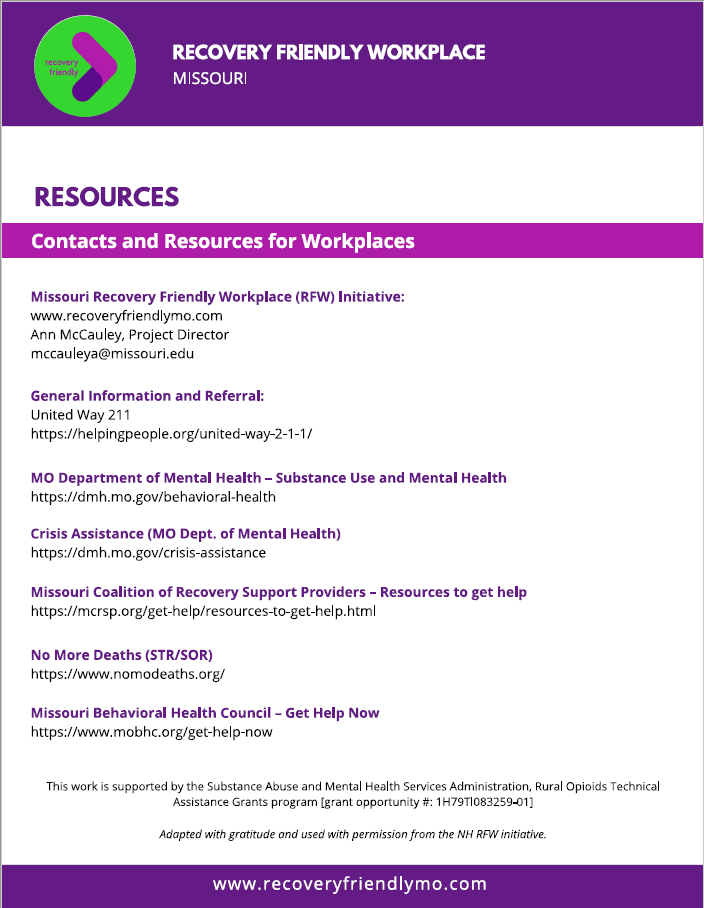 recovery
friendly
RECOVERY FRIENDLY WORKPLACE
MISSOURI
RESOURCES
Contacts and Resources for Workplaces
Missouri Recovery Friendly Workplace (RFW) Initiative:
www.recoveryfriendlymo.com
Ann McCauley, Project Director
mccauleya@missouri.edu
General Information and Referral:
United Way 211
https://helpingpeople.org/united-way-2-1-1/
MO Department of Mental Health – Substance Use and Mental Health
https://dmh.mo.gov/behavioral-health
Crisis Assistance (MO Dept. of Mental Health)
https://dmh.mo.gov/crisis-assistance
Missouri Coalition of Recovery Support Providers – Resources to get help
https://mcrsp.org/get-help/resources-to-get-help.html
No More Deaths (STR/SOR)
https://www.nomodeaths.org/
Missouri Behavioral Health Council – Get Help Now
https://www.mobhc.org/get-help-now
This work is supported by the Substance Abuse and Mental Health Services Administration, Rural Opioids Technical
Assistance Grants program [grant opportunity #: 1H79TI083259-01]
Adapted with gratitude and used with permission from the NH RFW initiative.
www.recoveryfriendlymo.com